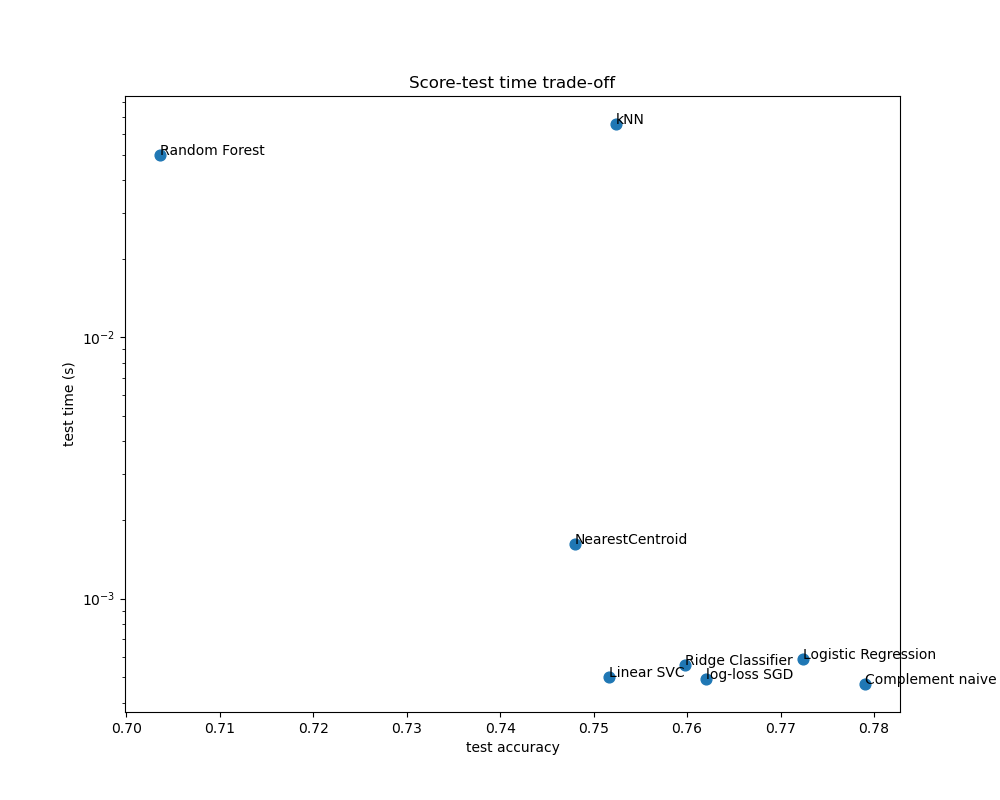 Score-test time trade-off
kNN
Random Forest
10⁻²
test time (s)
NearestCentroid
10⁻³
Logistic Regression
Ridge Classifier
Linear SVC
log-loss SGD
Complement naive
0.70 0.71 0.72 0.73 0.74 0.75 0.76 0.77 0.78
test accuracy